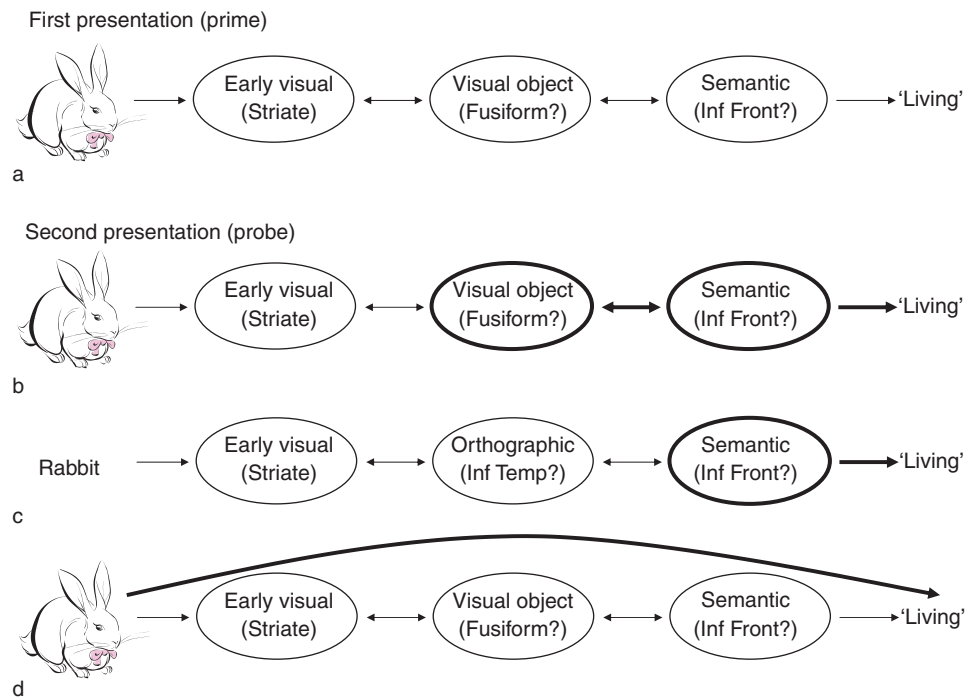 First presentation (prime)
Early visual
(Striate)
Visual object
(Fusiform?)
Semantic
(Inf Front?)
'Living'
a
Second presentation (probe)
Early visual
(Striate)
Visual object
(Fusiform?)
Semantic
(Inf Front?)
'Living'
b
Rabbit
Early visual
(Striate)
Orthographic
(Inf Temp?)
Semantic
(Inf Front?)
'Living'
c
Early visual
(Striate)
Visual object
(Fusiform?)
Semantic
(Inf Front?)
'Living'
d